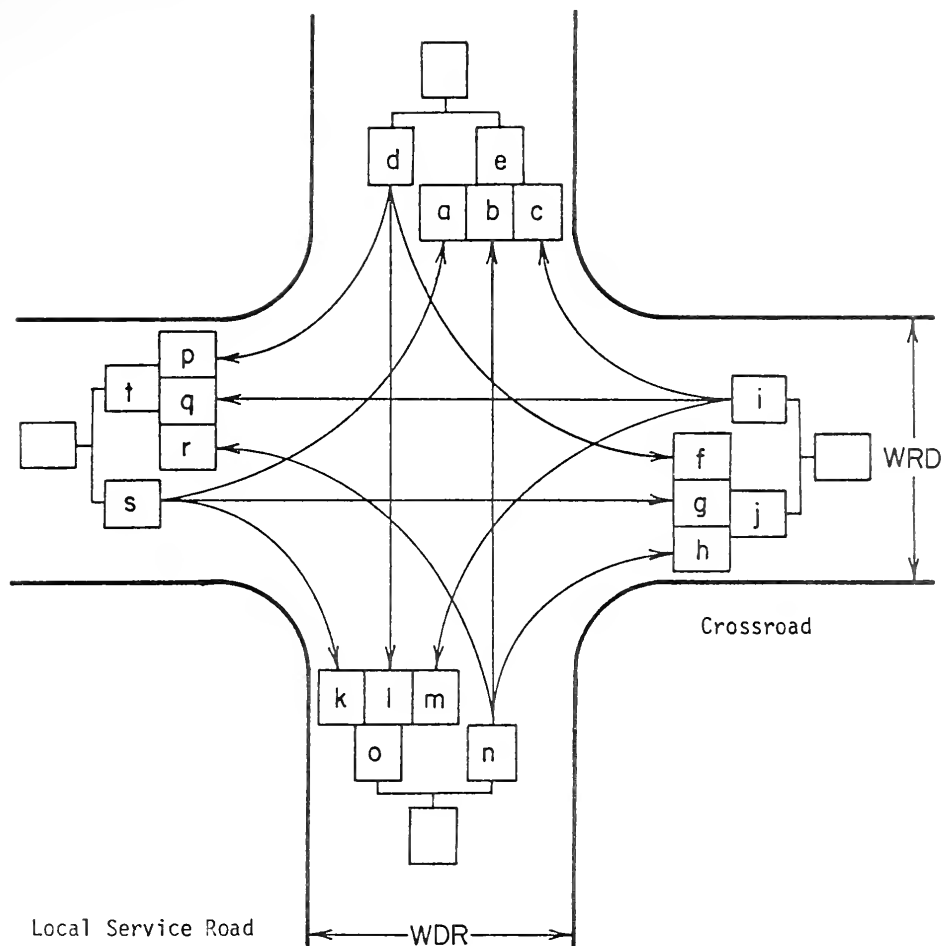 d e
a b c
p
t q i
r f
WRD
s g j
h
Crossroad
k l m
o n
Local Service Road
WDR